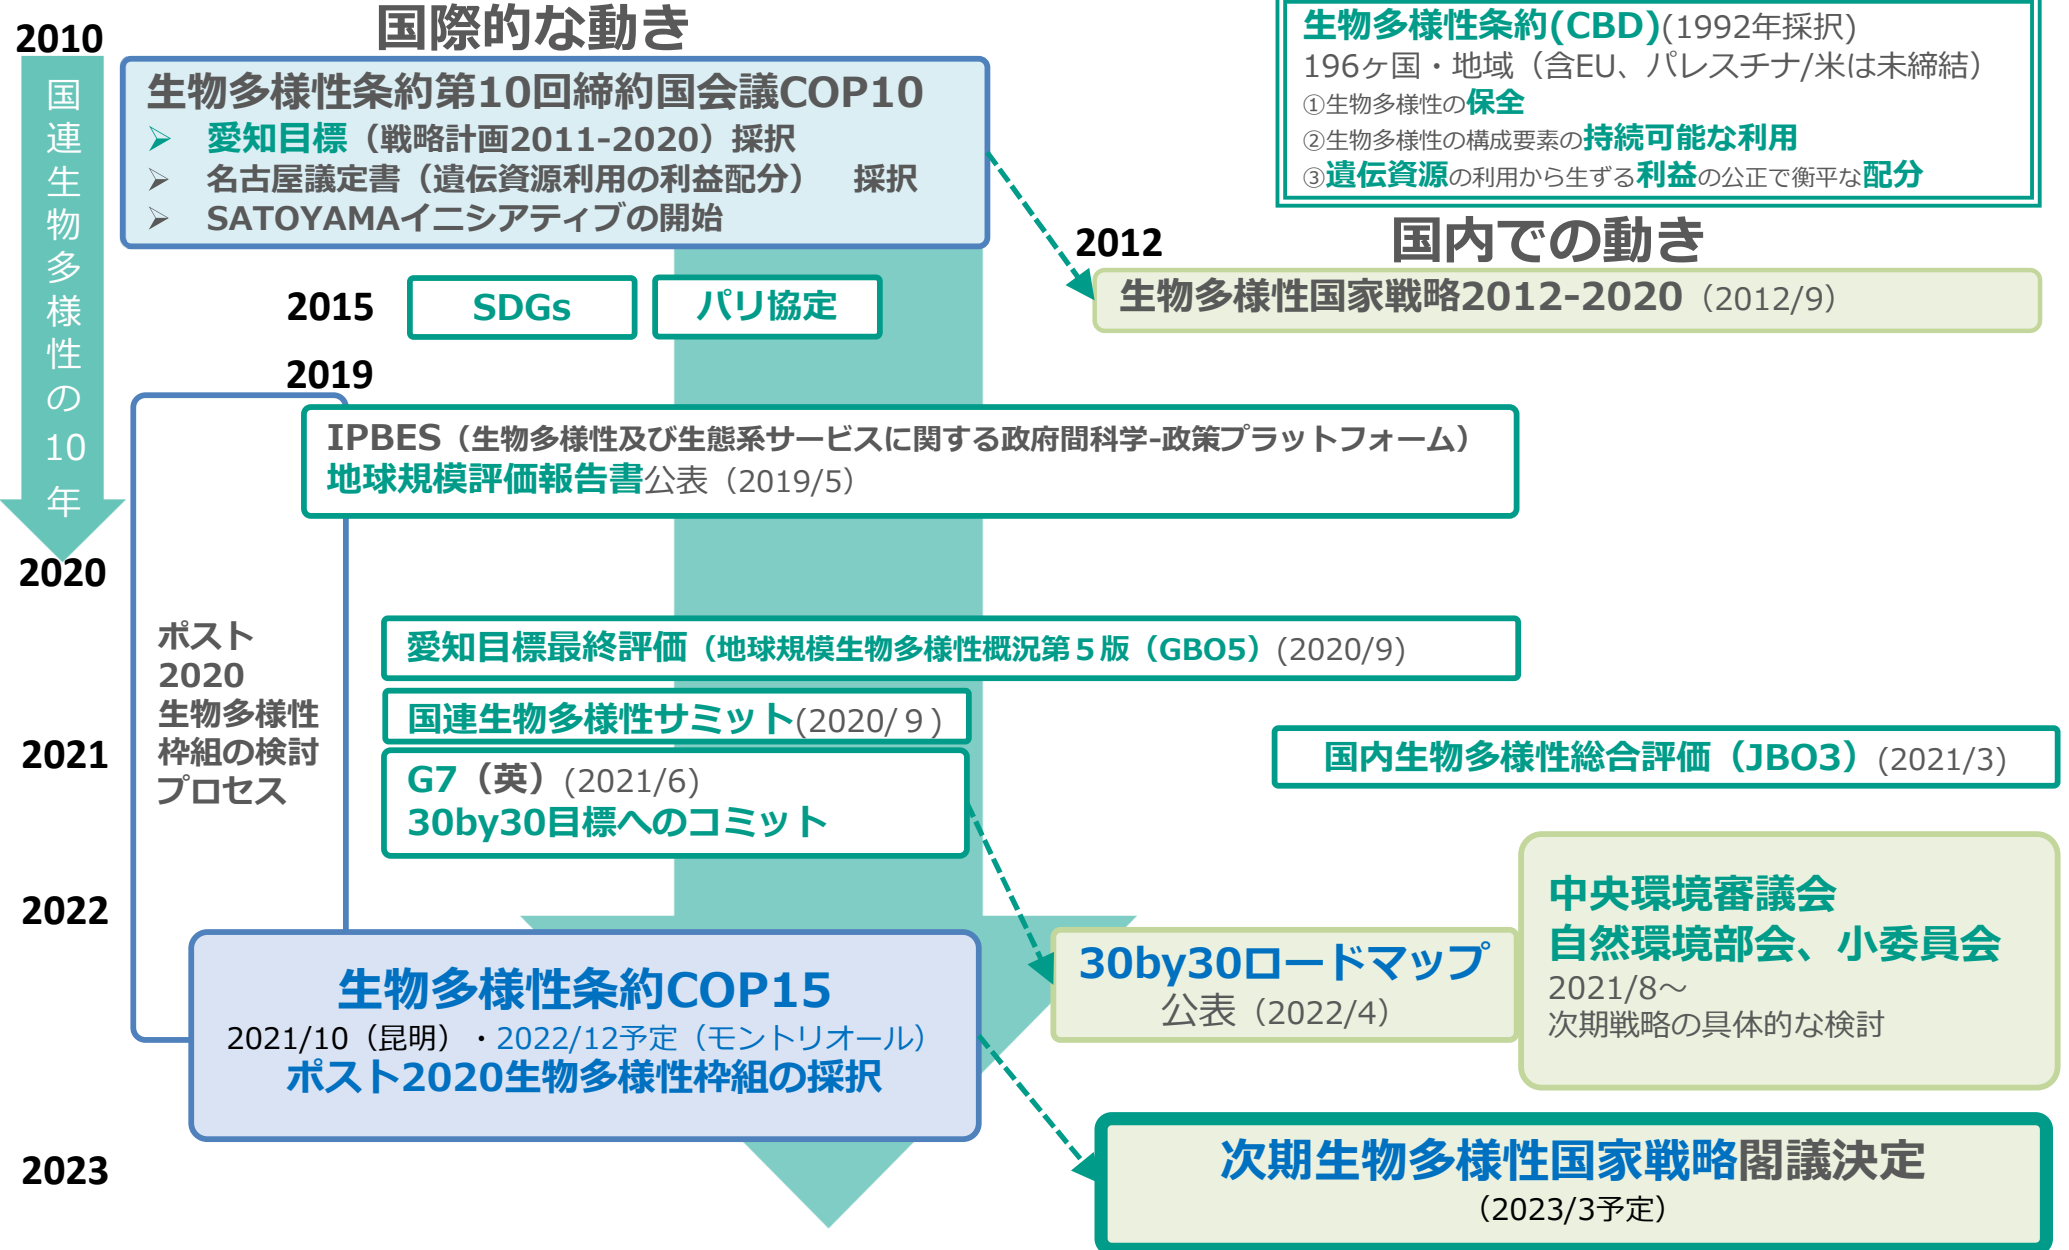 国際的な動き
2010
国連生物多様性の10年
生物多様性条約第10回締約国会議COP10
➢ 愛知目標（戦略計画2011-2020）採択
➢ 名古屋議定書（遺伝資源利用の利益配分）　採択
➢ SATOYAMAイニシアティブの開始
生物多様性条約(CBD)(1992年採択)
196ヶ国・地域（含EU、パレスチナ/米は未締結）
①生物多様性の保全
②生物多様性の構成要素の持続可能な利用
③遺伝資源の利用から生ずる利益の公正で衡平な配分
国内での動き
2012
生物多様性国家戦略2012-2020（2012/9）
2015
SDGs
パリ協定
2019
IPBES（生物多様性及び生態系サービスに関する政府間科学-政策プラットフォーム）
地球規模評価報告書公表（2019/5）
2020
ポスト
2020
生物多様性
枠組の検討
プロセス
愛知目標最終評価（地球規模生物多様性概況第５版（GBO5）(2020/9)
国連生物多様性サミット(2020/９)
2021
G7（英）(2021/6)
30by30目標へのコミット
国内生物多様性総合評価（JBO3）(2021/3)
2022
中央環境審議会
自然環境部会、小委員会
2021/8～
次期戦略の具体的な検討
30by30ロードマップ
公表（2022/4）
生物多様性条約COP15
2021/10（昆明）・2022/12予定（モントリオール）
ポスト2020生物多様性枠組の採択
2023
次期生物多様性国家戦略閣議決定
（2023/3予定）